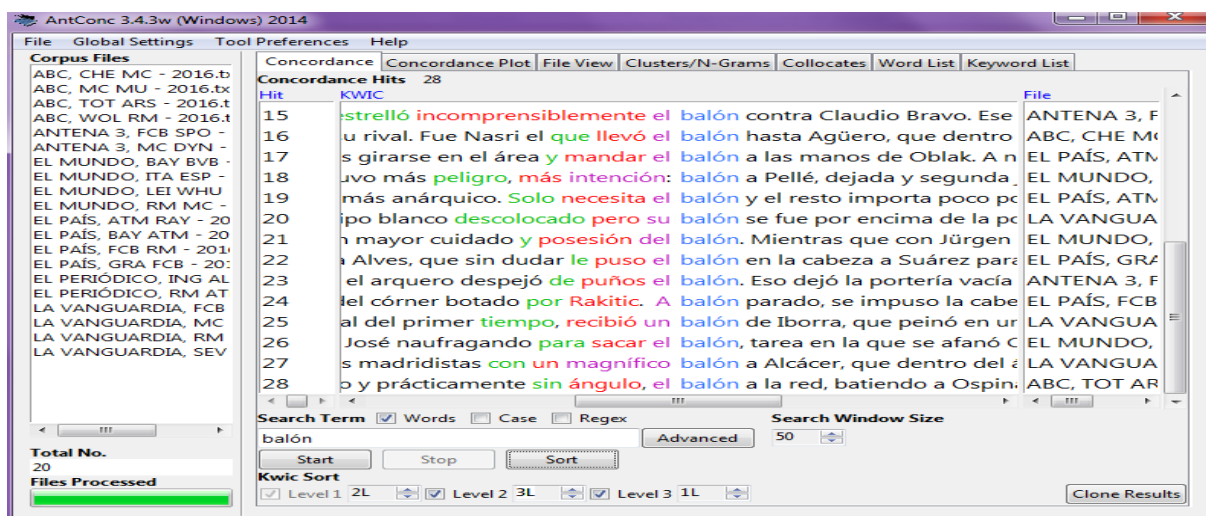 AntConc 3.4.3w (Windows) 2014
File Global Settings Tool Preferences Help
Corpus Files
ABC, CHE MC - 2016.t
ABC, MC MU - 2016.tx
ABC, TOT ARS - 2016.t
ABC, WOL RM - 2016.t
ANTENA 3, FCB SPO -
ANTENA 3, MC DYN -
EL MUNDO, BAY BVB -
EL MUNDO, ITA ESP -
EL MUNDO, LEI WHU
EL MUNDO, RM MC -
EL PAÍS, ATM RAY - 20
EL PAÍS, BAY ATM - 20
EL PAÍS, FCB RM - 201
EL PAÍS, GRA FCB - 20
EL PERIÓDICO, ING AL
EL PERIÓDICO, RM AT
LA VANGUARDIA, FCB
LA VANGUARDIA, MC
LA VANGUARDIA, RM
LA VANGUARDIA, SEV
Total No.
20
Files Processed
Concordance Concordance Plot File View Clusters/N-Grams Collocates Word List Keyword List
Concordance Hits 28
Hit KWIC File
15 estrelló incomprensiblemente el balón contra Claudio Bravo. Ese ANTENA 3, F
16 u rival. Fue Nasri el que llevó el balón hasta Agüero, que dentro ABC, CHE M
17 s girarse en el área y mandar el balón a las manos de Oblak. A n EL PAÍS, ATM
18 uvo más peligro, más intención: balón a Pellé, dejada y segunda EL MUNDO,
19 más anárquico. Solo necesita el balón y el resto importa poco po EL PAÍS, ATM
20 ipo blanco descolocado pero su balón se fue por encima de la po LA VANGUA
21 n mayor cuidado y posesión del balón. Mientras que con Jürgen EL MUNDO,
22 a Alves, que sin dudar le puso el balón en la cabeza a Suárez para EL PAÍS, GRA
23 el arquero despejó de puños el balón. Eso dejó la portería vacía ANTENA 3, F
24 del córner botado por Rakitic. A balón parado, se impuso la cabe EL PAÍS, FCB
25 al del primer tiempo, recibió un balón de Iborra, que peinó en un LA VANGUA
26 José naufragando para sacar el balón, tarea en la que se afanó C EL MUNDO,
27 s madridistas con un magnífico balón a Alcácer, que dentro del á LA VANGUA
28 o y prácticamente sin ángulo, el balón a la red, batiendo a Ospina ABC, TOT AR
Search Term Words Case Regex Search Window Size
balón Advanced 50
Start Stop Sort
Kwic Sort
Level 1 2L Level 2 3L Level 3 1L Clone Results